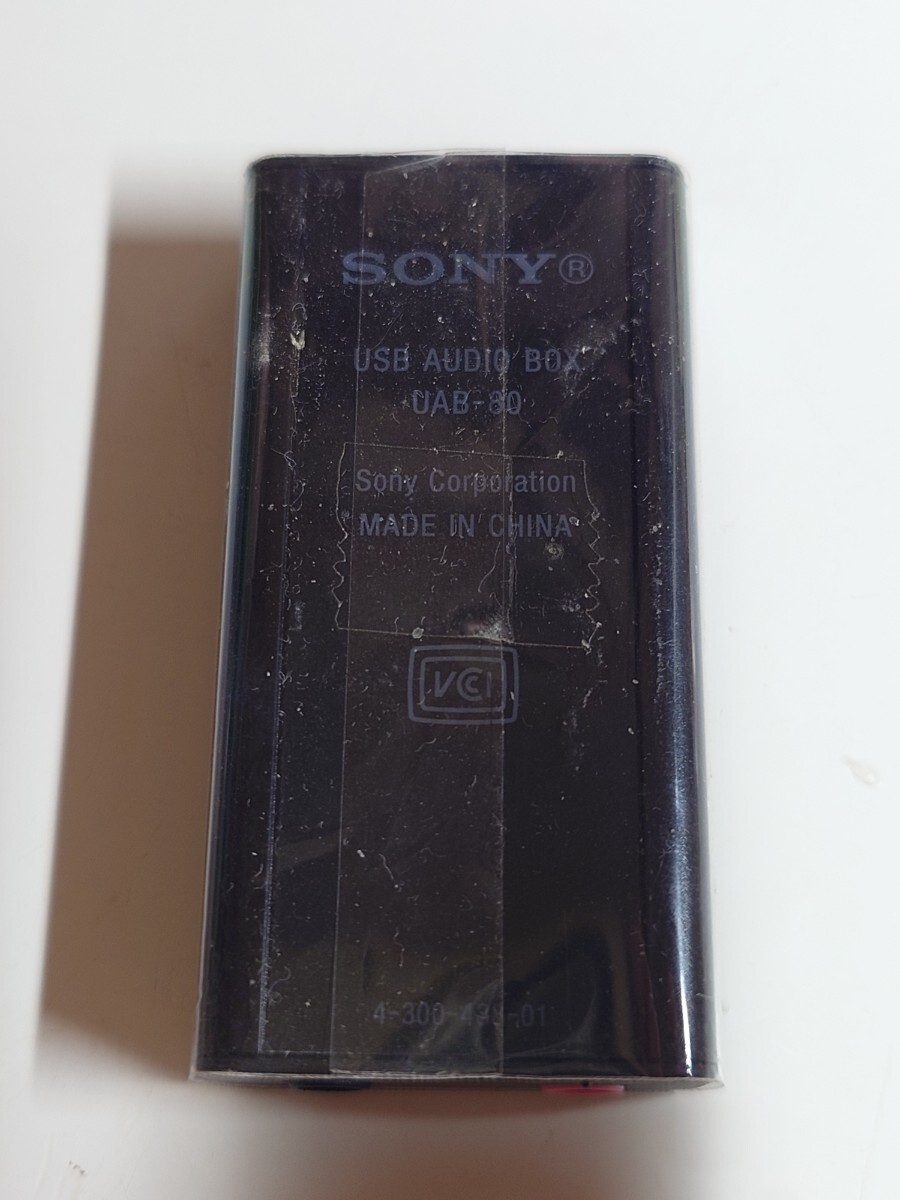 SONY®
USB AUDIO BOX
UAB-80
Sony Corporation
MADE IN CHINA
VCI